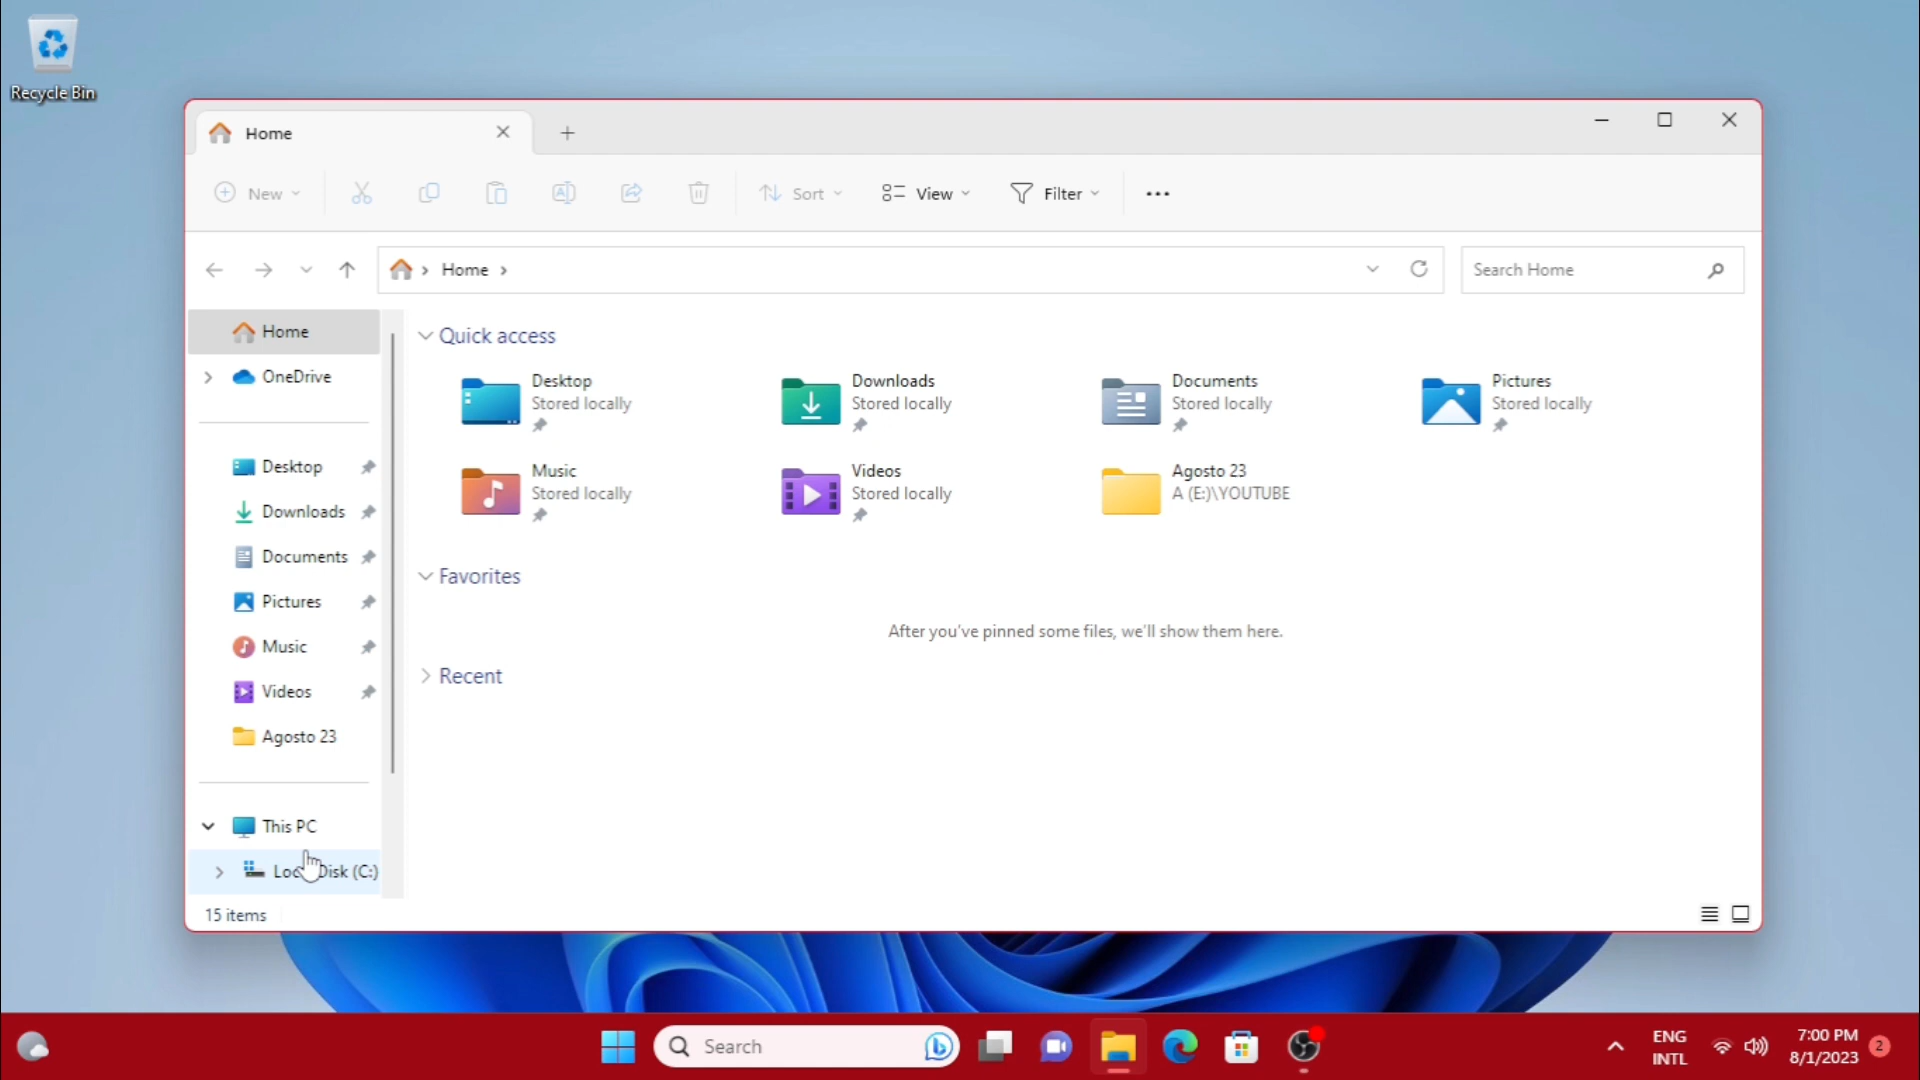 Recycle Bin
Home
New
Sort
View
Filter
Home
Search Home
Home
OneDrive
Desktop
Downloads
Documents
Pictures
Music
Videos
Agosto 23
This PC
Disk (C:)
15 items
Quick access
Desktop
Stored locally
Downloads
Stored locally
Documents
Stored locally
Pictures
Stored locally
Music
Stored locally
Videos
Stored locally
Agosto 23
A (E:)\YOUTUBE
Favorites
After you've pinned some files, we'll show them here.
Recent
Search
ENG
INTL
7:00 PM
8/1/2023
2